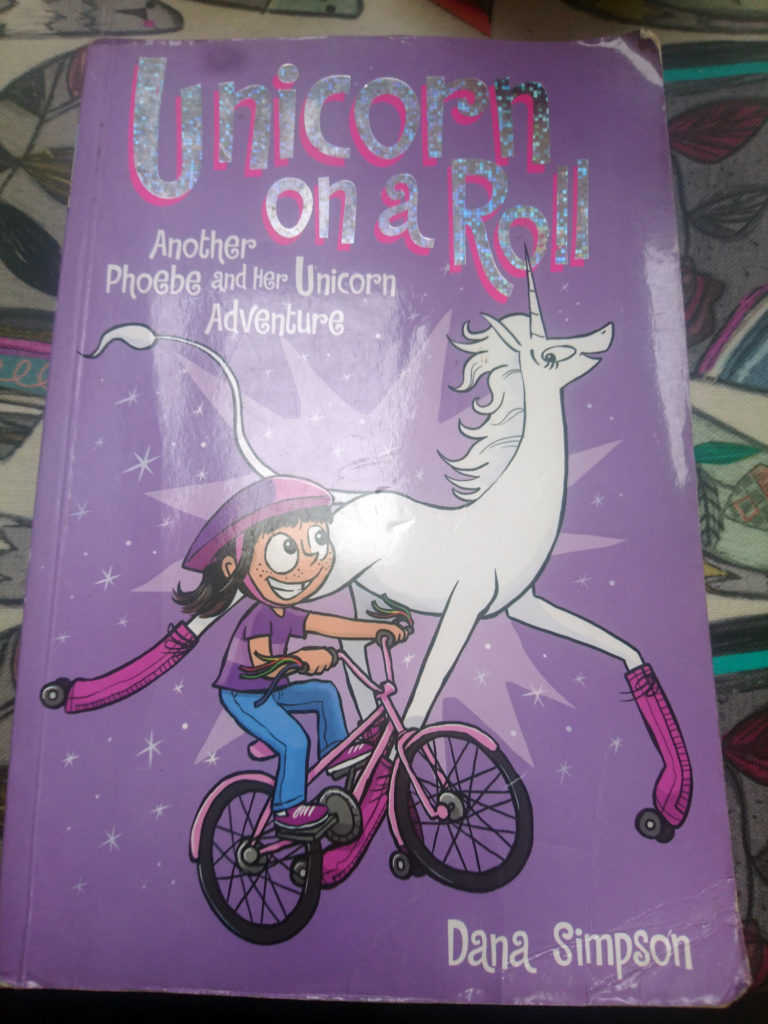 Unicorn
on a Roll
Another
Phoebe and Her Unicorn
Adventure
Dana Simpson